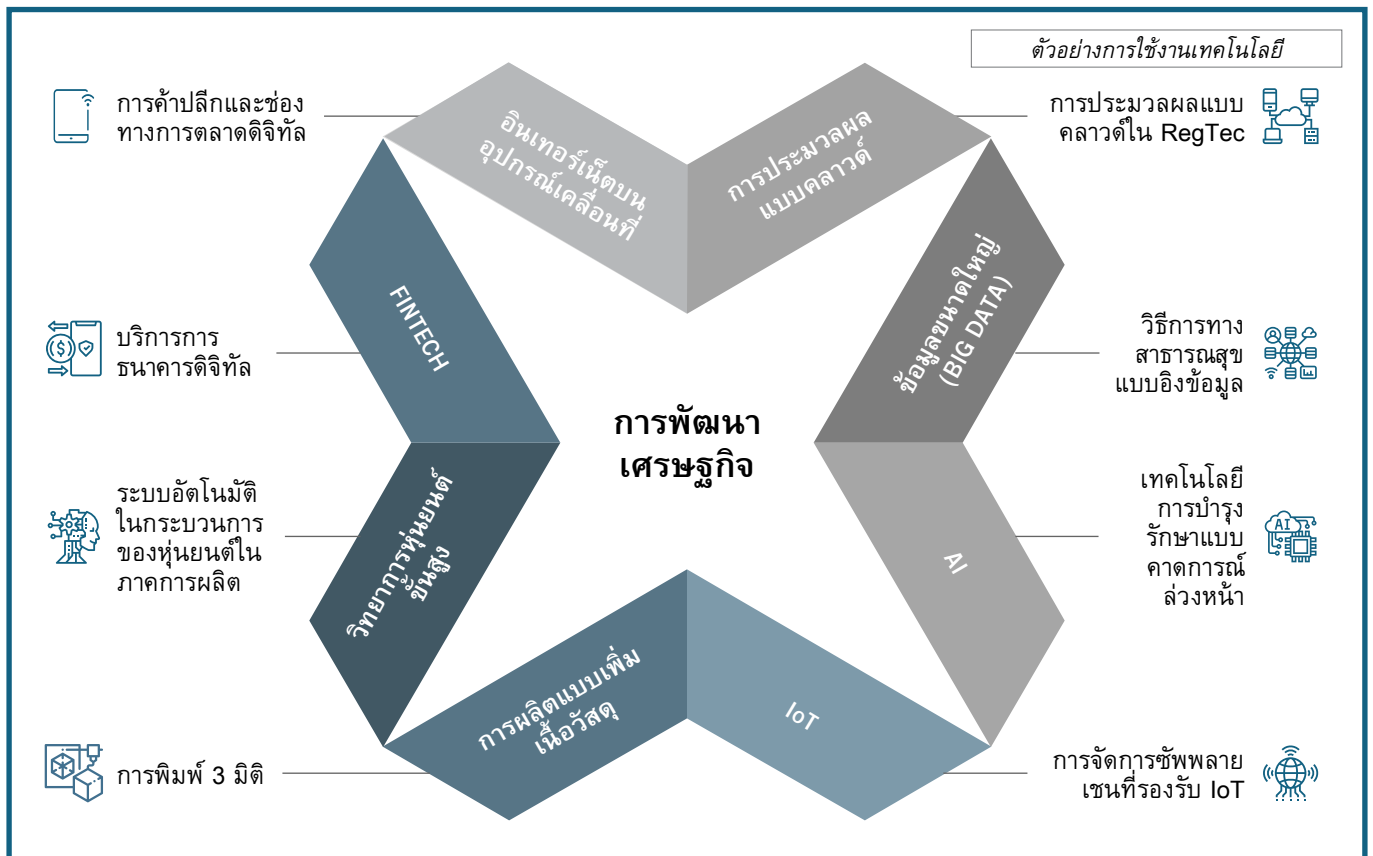 ตัวอย่างการใช้งานเทคโนโลยี
การค้าปลีกและช่อง
ทางการตลาดดิจิทัล
อินเทอร์เน็ตบน
อุปกรณ์เคลื่อนที่
การประมวลผล
แบบคลาวด์
การประมวลผลแบบ
คลาวด์ใน RegTec
บริการการ
ธนาคารดิจิทัล
FINTECH
ข้อมูลขนาดใหญ่
(BIG DATA)
วิธีการทาง
สาธารณสุข
แบบอิงข้อมูล
การพัฒนา
เศรษฐกิจ
ระบบอัตโนมัติ
ในกระบวนการ
ของหุ่นยนต์ใน
ภาคการผลิต
วิทยาการหุ่นยนต์
ขั้นสูง
AI
เทคโนโลยี
การบำรุง
รักษาแบบ
คาดการณ์
ล่วงหน้า
AI
การพิมพ์ 3 มิติ
การผลิตแบบเพิ่ม
เนื้อวัสดุ
IoT
การจัดการซัพพลาย
เชนที่รองรับ IoT